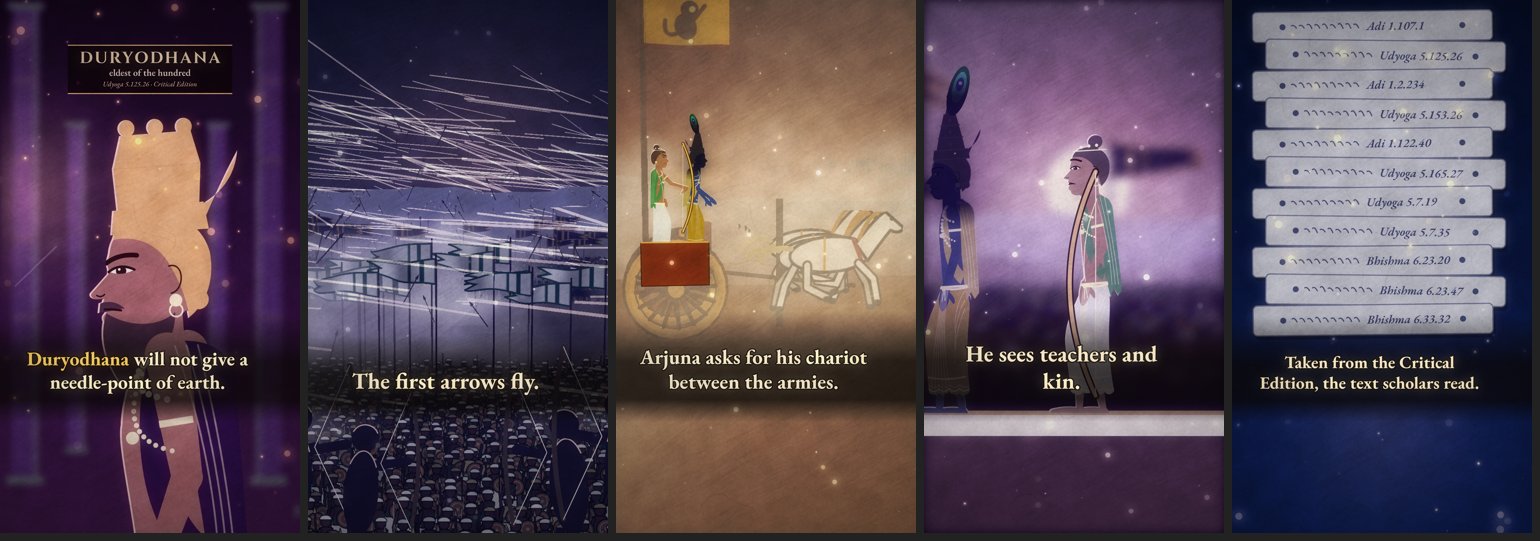 DURYODHANA
eldest of the hundred
Udyoga 5.125.26 · Critical Edition
Duryodhana will not give a
needle-point of earth.
The first arrows fly.
Arjuna asks for his chariot
between the armies.
He sees teachers and
kin.
Adi 1.107.1
Udyoga 5.125.26
Adi 1.2.234
Udyoga 5.153.26
Adi 1.122.40
Udyoga 5.165.27
Udyoga 5.7.19
Udyoga 5.7.35
Bhishma 6.23.20
Bhishma 6.23.47
Bhishma 6.33.32
Taken from the Critical
Edition, the text scholars read.